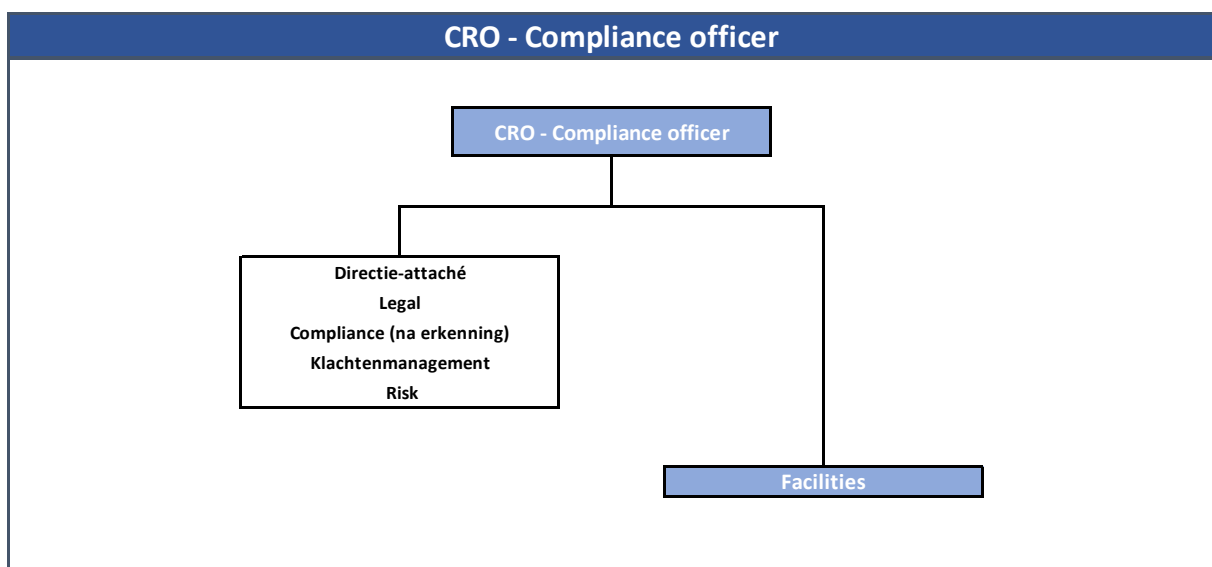 CRO - Compliance officer
CRO - Compliance officer
Directie-attaché
Legal
Compliance (na erkenning)
Klachtenmanagement
Risk
Facilities